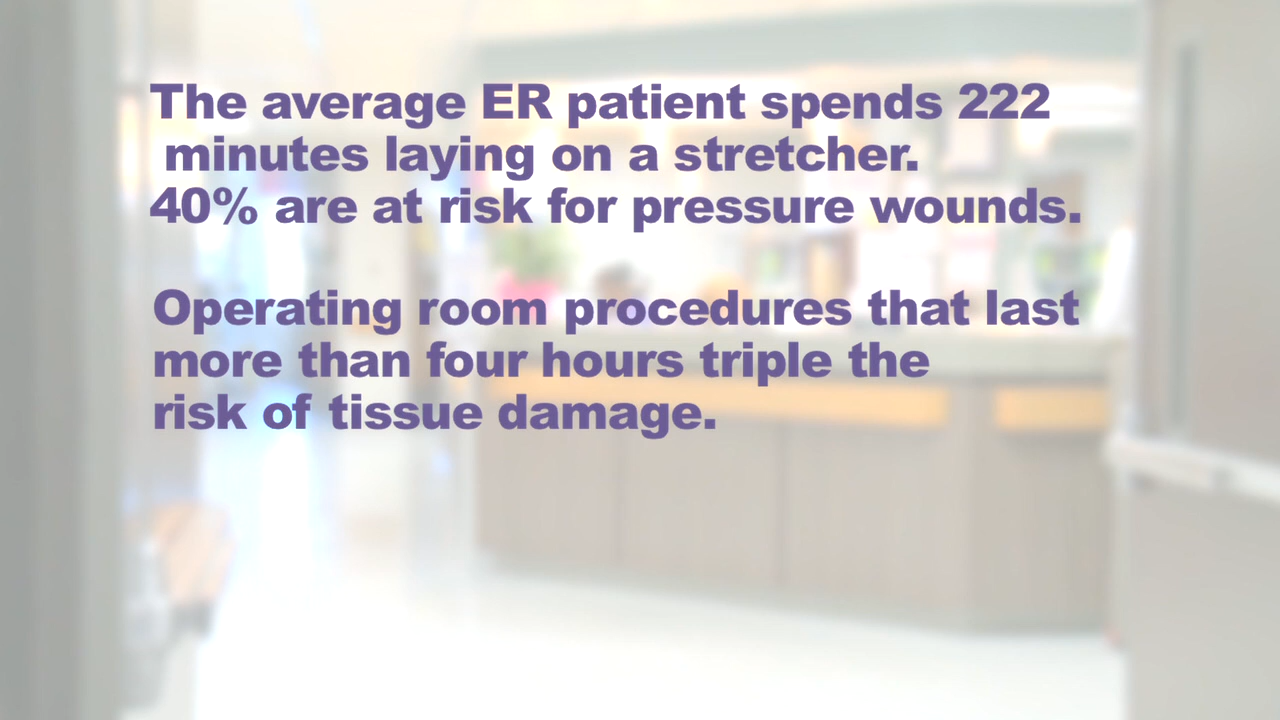 The average ER patient spends 222
minutes laying on a stretcher.
40% are at risk for pressure wounds.
Operating room procedures that last
more than four hours triple the
risk of tissue damage.